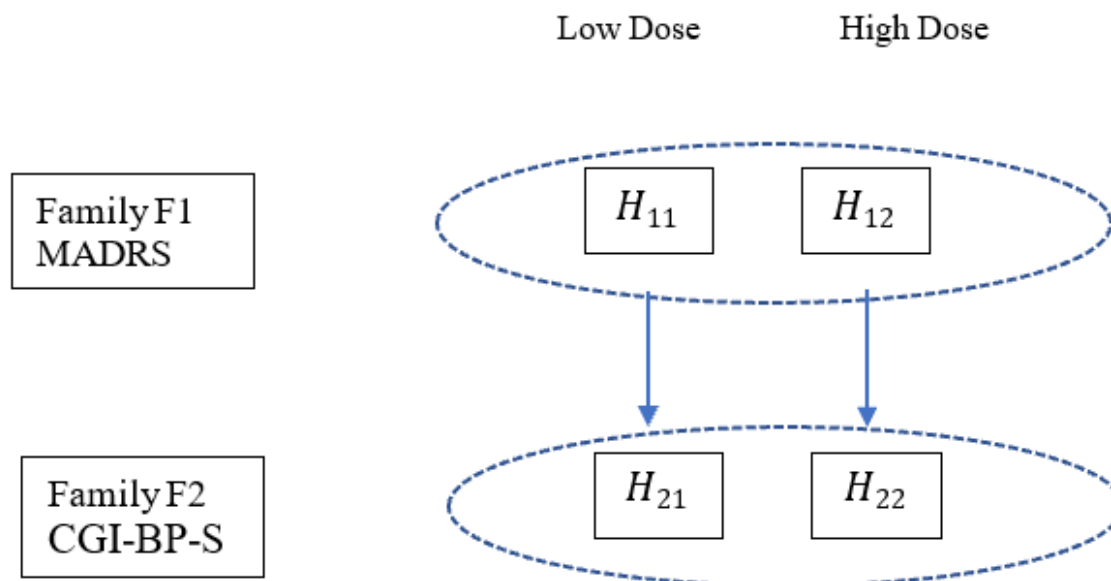 Low Dose High Dose
Family F1
MADRS
H₁₁ H₁₂
Family F2
CGI-BP-S
H₂₁ H₂₂